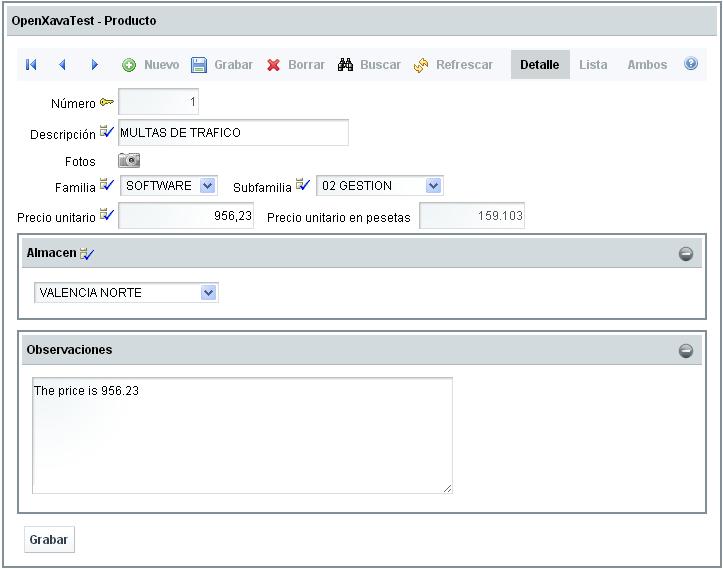 OpenXavaTest - Producto
Nuevo Grabar Borrar Buscar Refrescar Detalle Lista Ambos ?
Número 1
Descripción MULTAS DE TRAFICO
Fotos
Familia SOFTWARE Subfamilia 02 GESTION
Precio unitario 956,23 Precio unitario en pesetas 159.103
Almacen
VALENCIA NORTE
Observaciones
The price is 956.23
Grabar